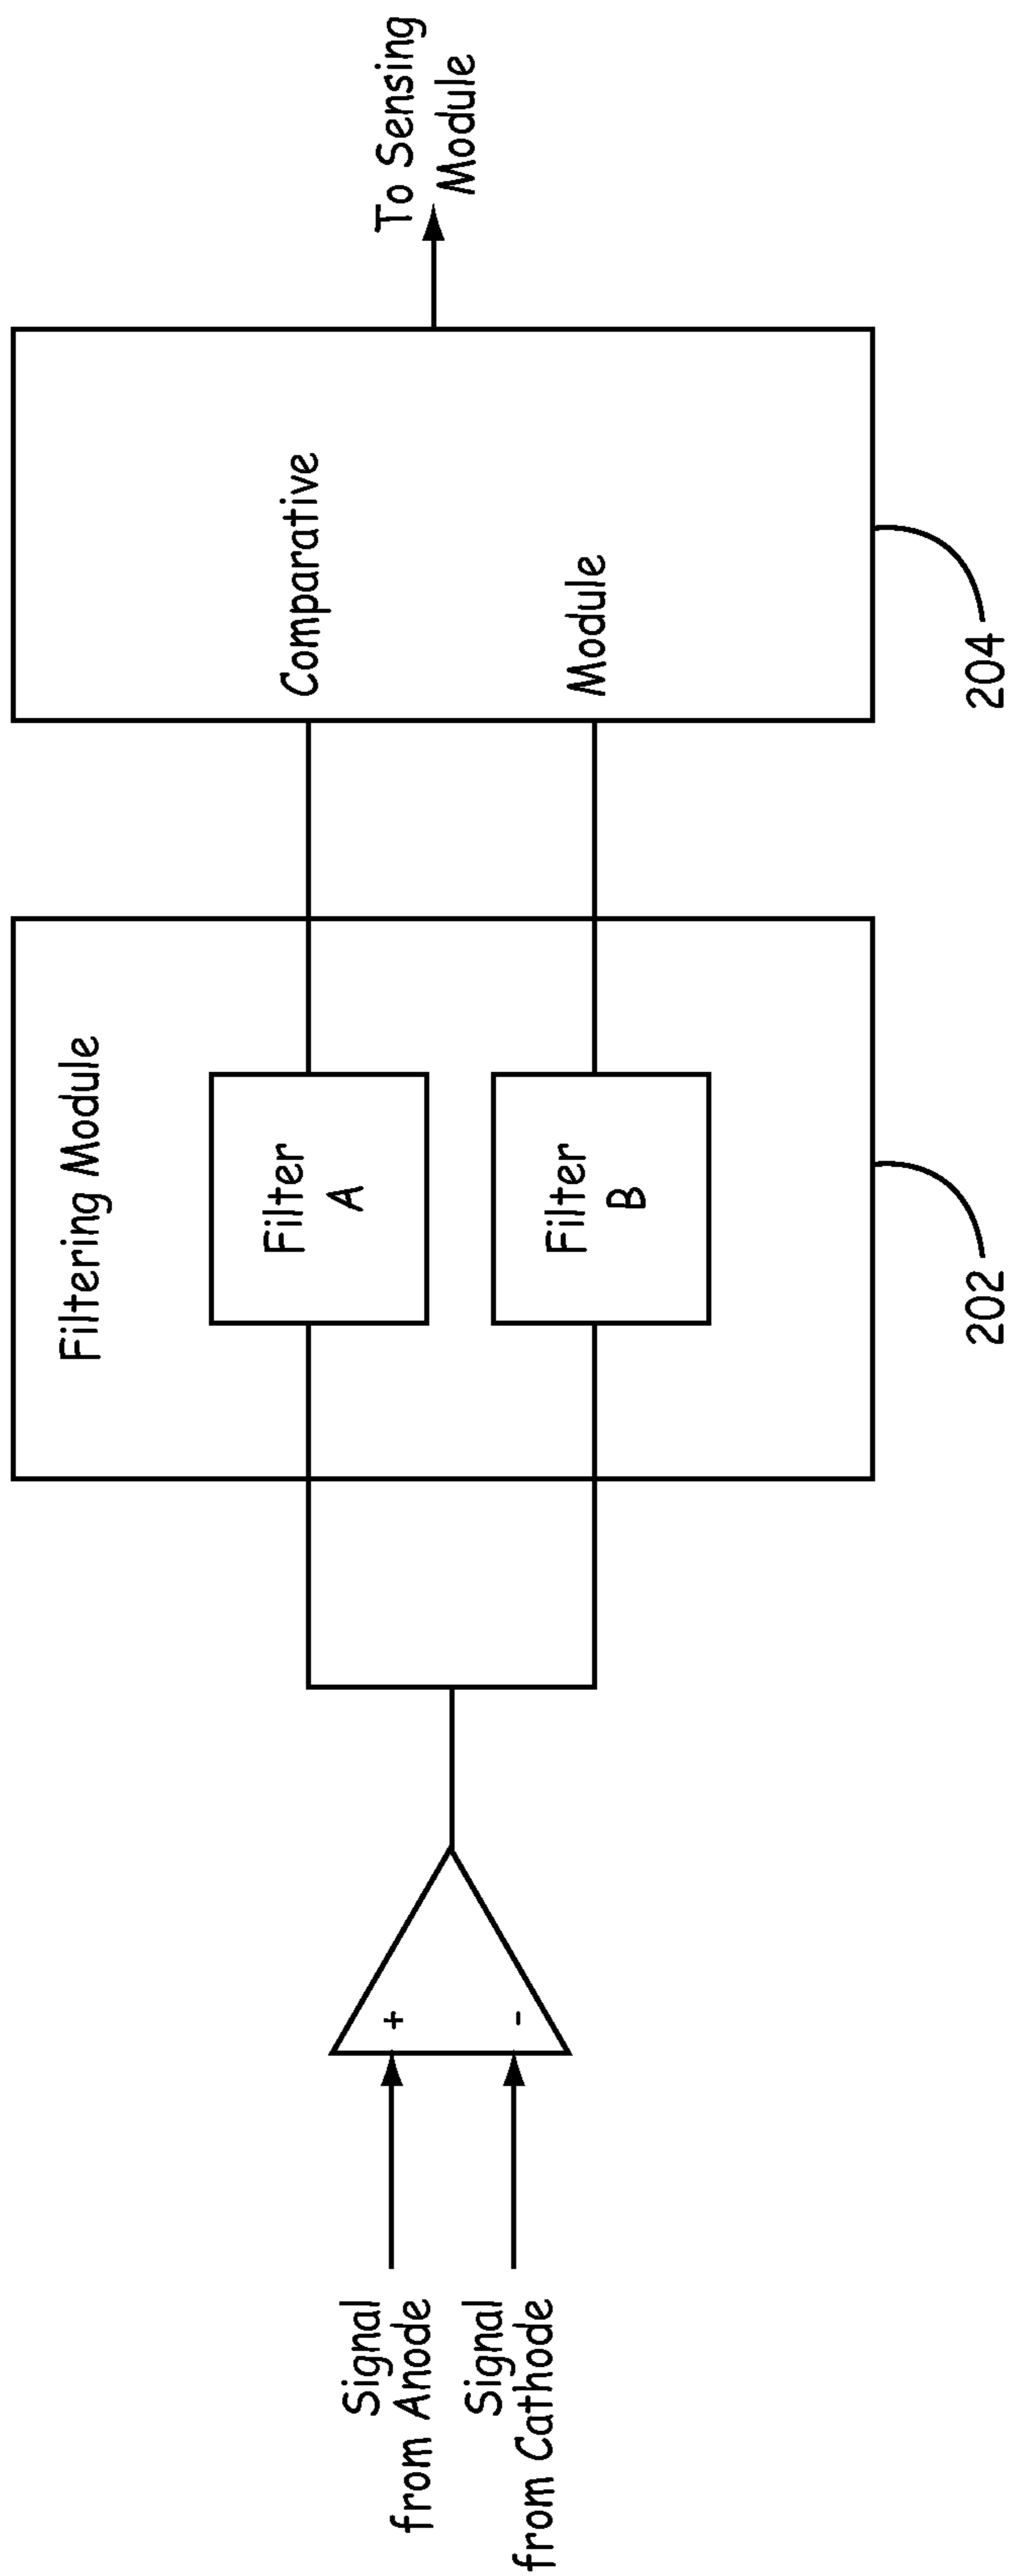 Signal
from Anode
Signal
from Cathode
+
-
Filtering Module
Filter
A
Filter
B
202
Comparative
Module
204
To Sensing
Module